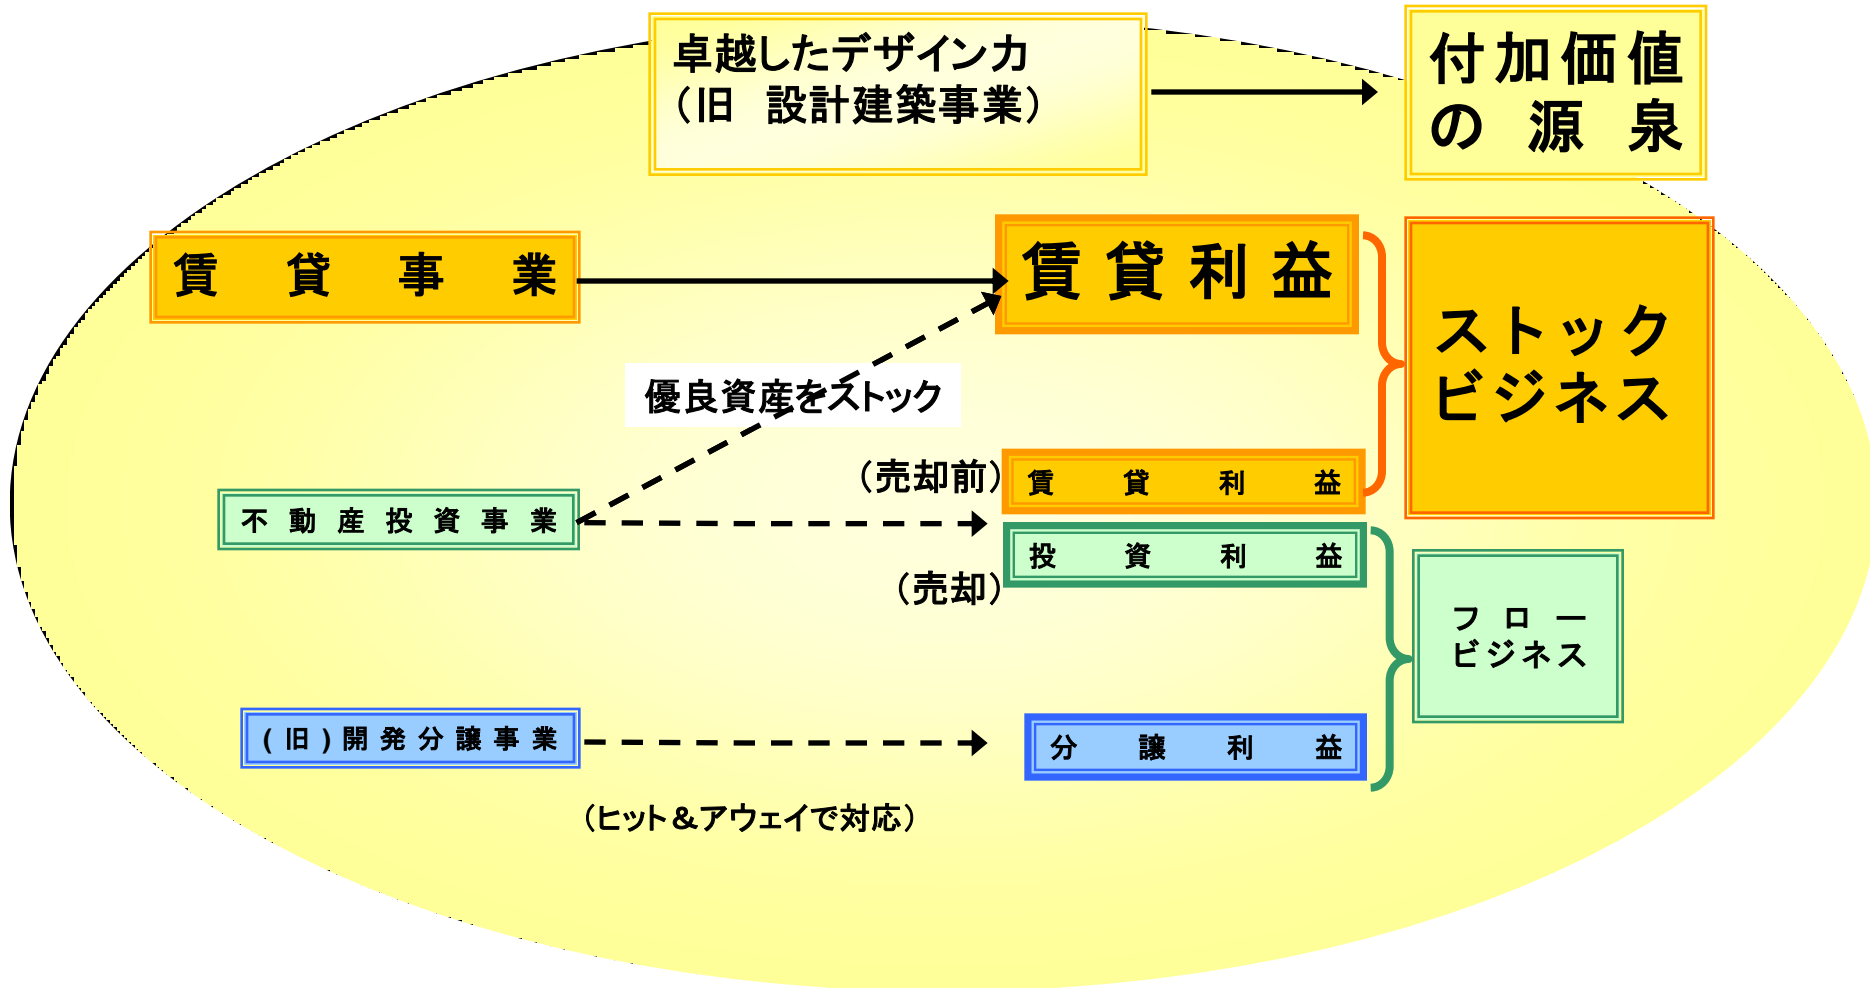 卓越したデザイン力
（旧　設計建築事業）
付加価値
の源泉
賃貸事業
賃貸利益
ストック
ビジネス
優良資産をストック
（売却前）
賃貸利益
不動産投資事業
投資利益
（売却）
フロー
ビジネス
(旧)開発分譲事業
分譲利益
（ヒット＆アウェイで対応）